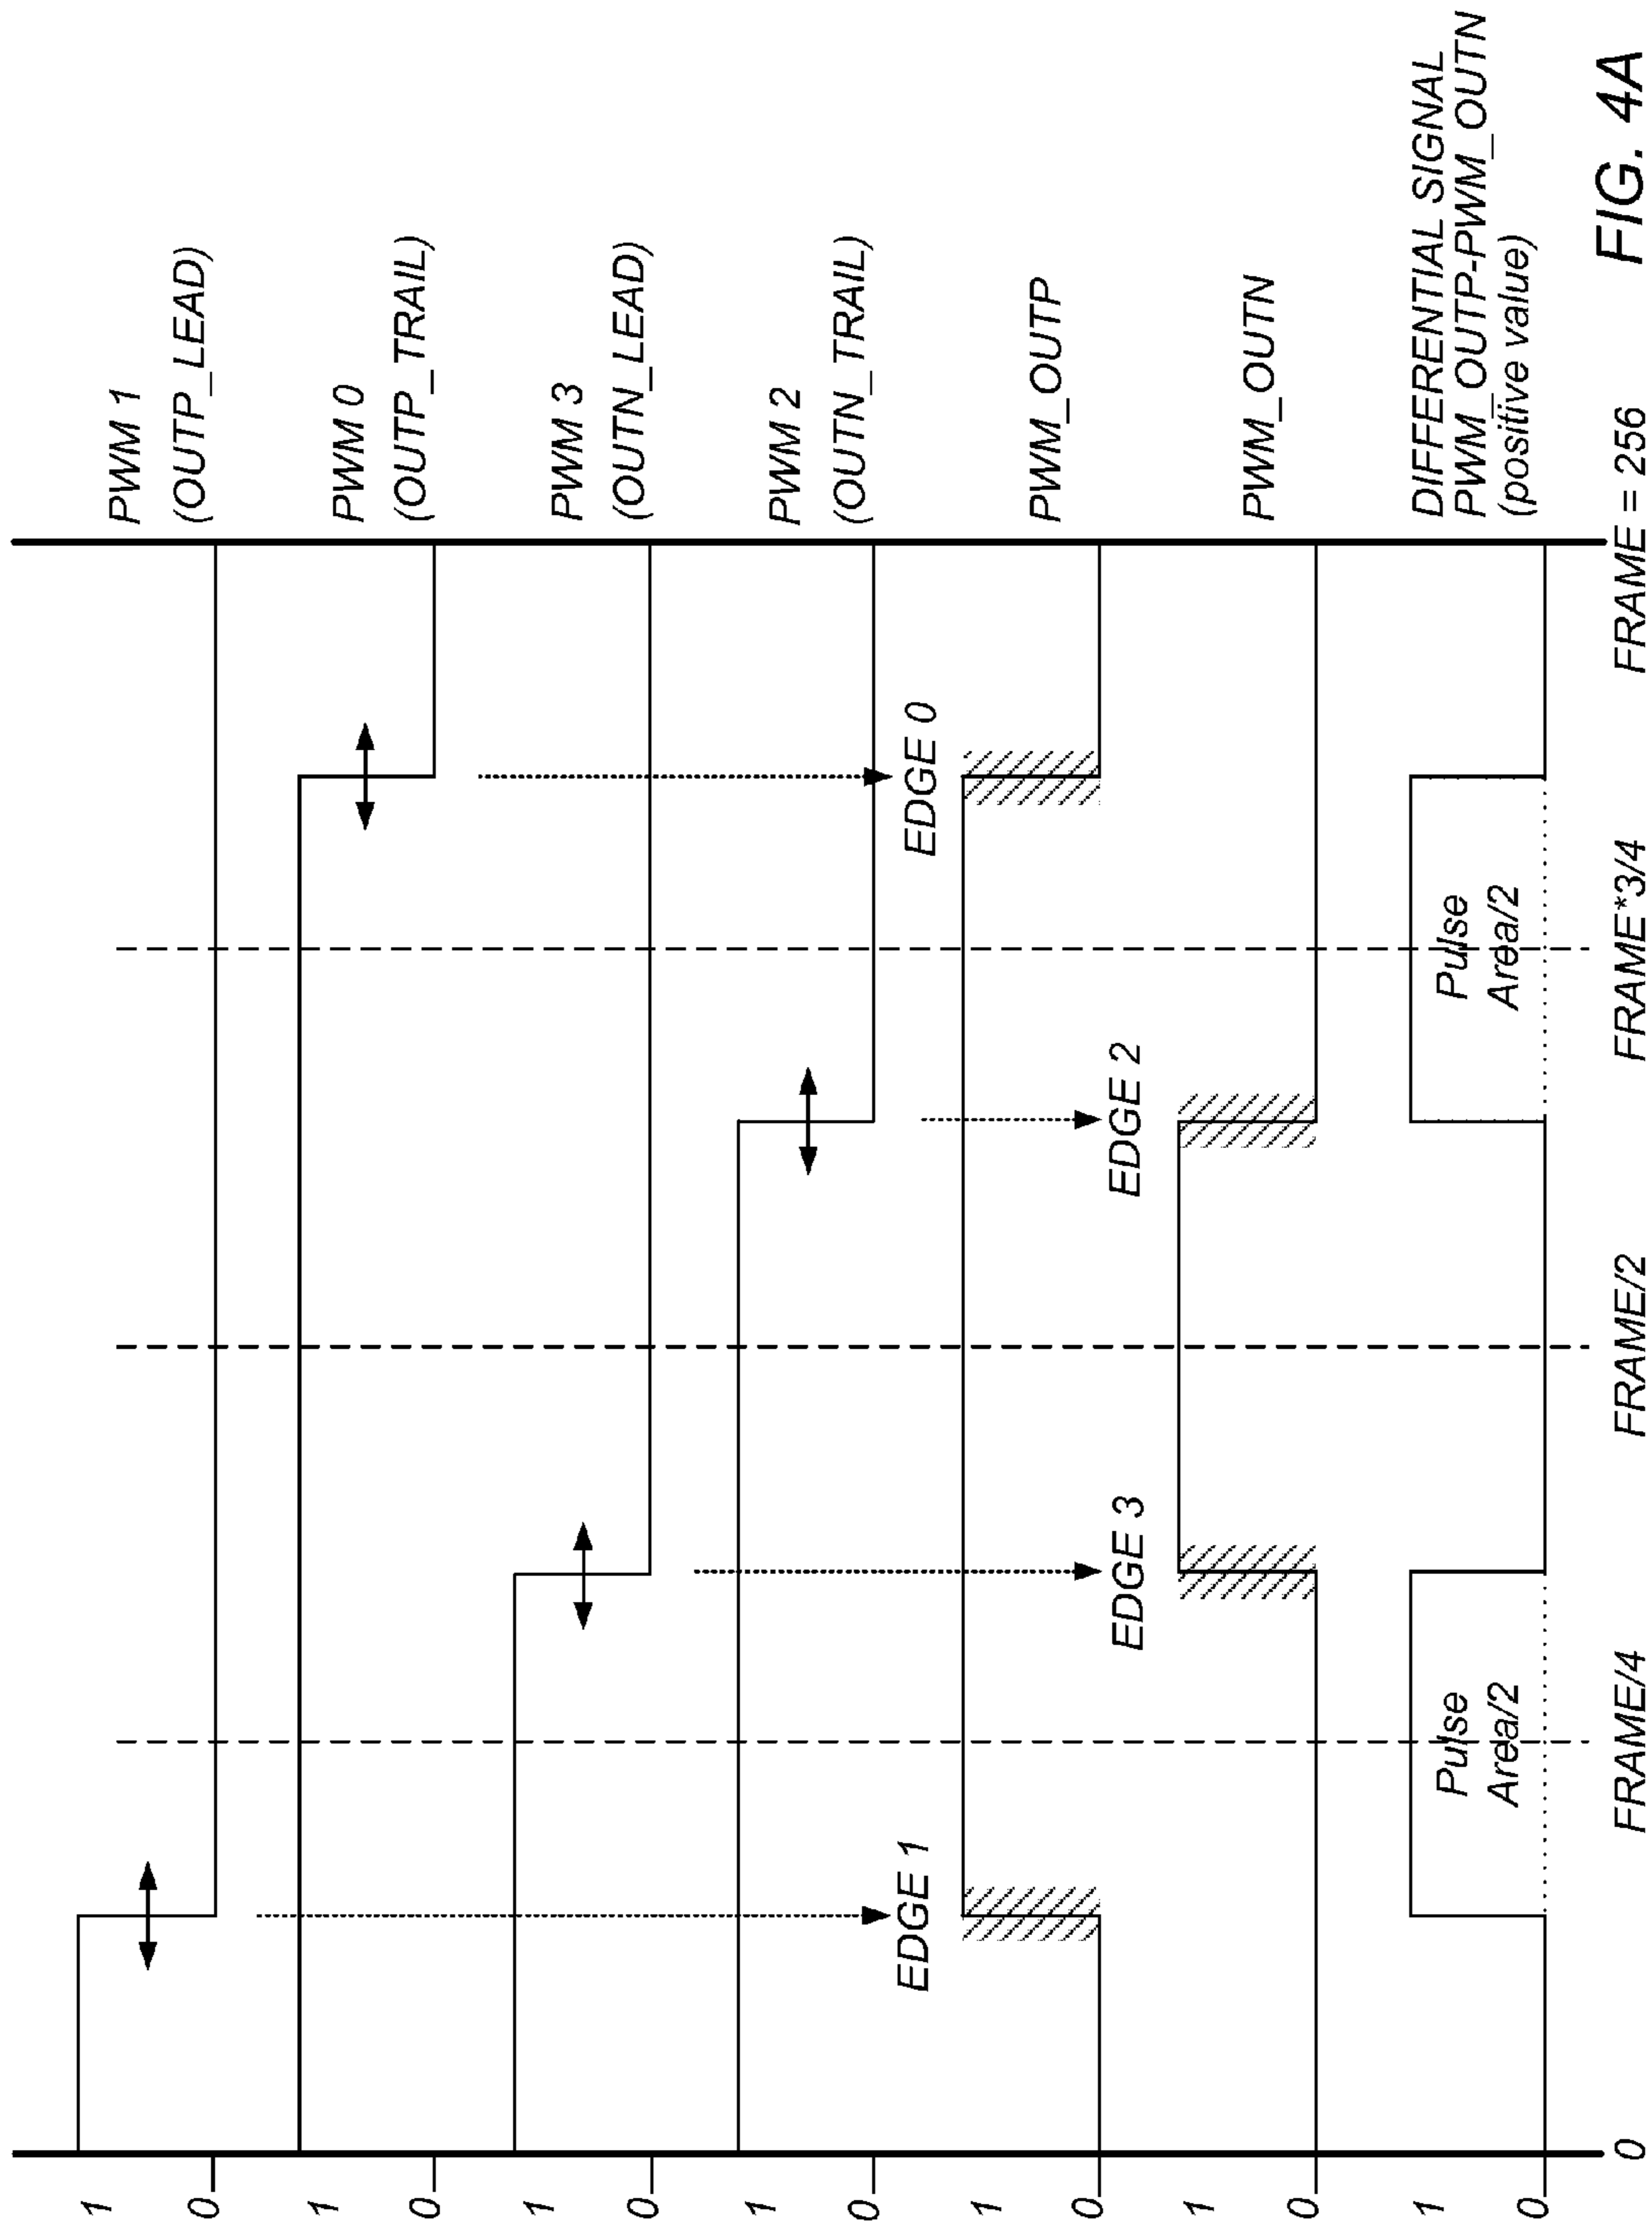 1
0
PWM 1
(OUTP_LEAD)
1
0
PWM 0
(OUTP_TRAIL)
1
0
PWM 3
(OUTN_LEAD)
1
0
PWM 2
(OUTN_TRAIL)
EDGE 1
EDGE 0
1
0
PWM_OUTP
EDGE 3
EDGE 2
1
0
PWM_OUTN
1
0
Pulse
Area/2
Pulse
Area/2
DIFFERENTIAL SIGNAL
PWM_OUTP-PWM_OUTN
(positive value)
0
FRAME/4
FRAME/2
FRAME*3/4
FRAME = 256
FIG. 4A